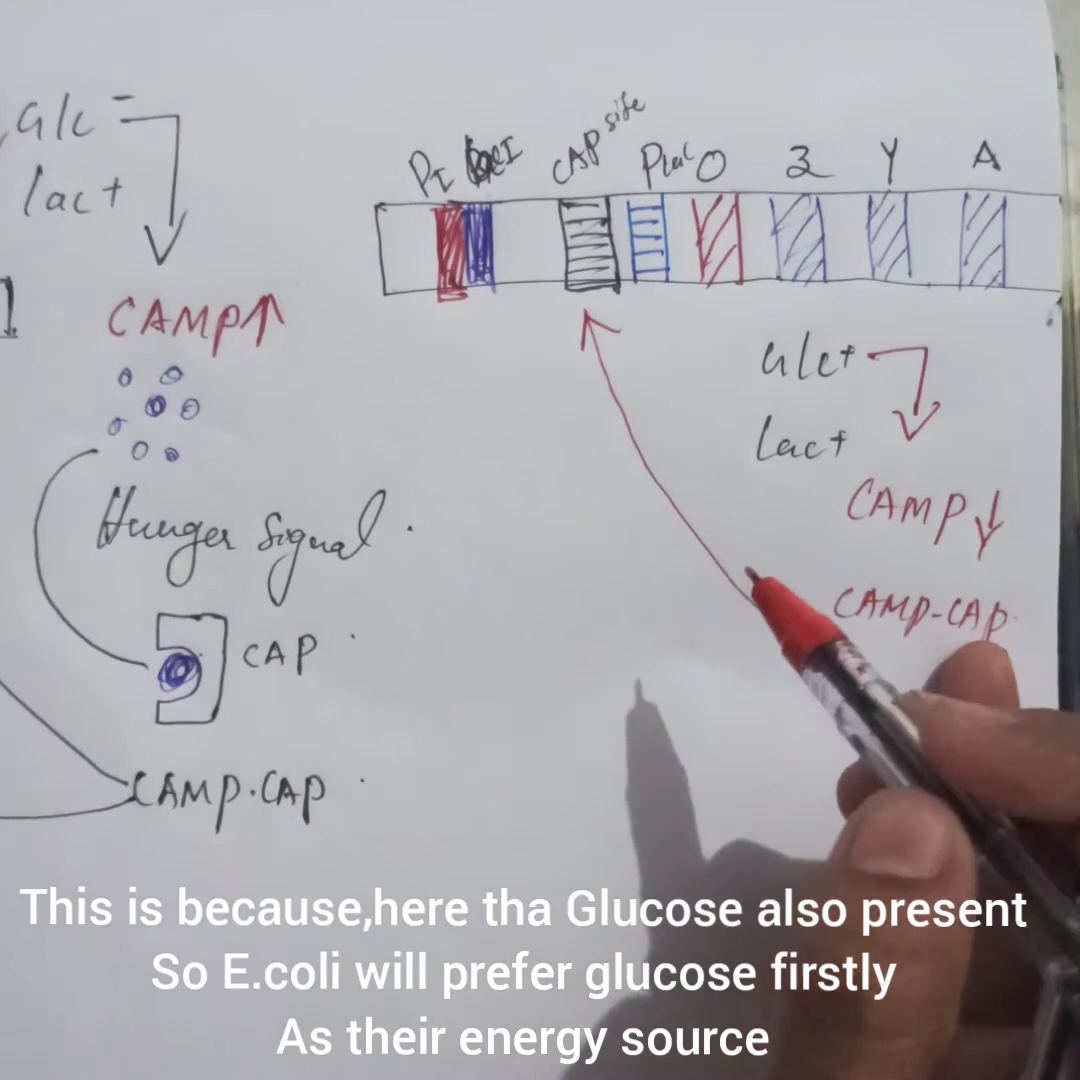 Glc -
lact
CAMP↑
Hunger Signal.
CAP
CAMP.CAP
PI
CAP site
Plac O Z Y A
Glc+
lact
CAMP↓
CAMP-CAP
This is because,here tha Glucose also present
So E.coli will prefer glucose firstly
As their energy source